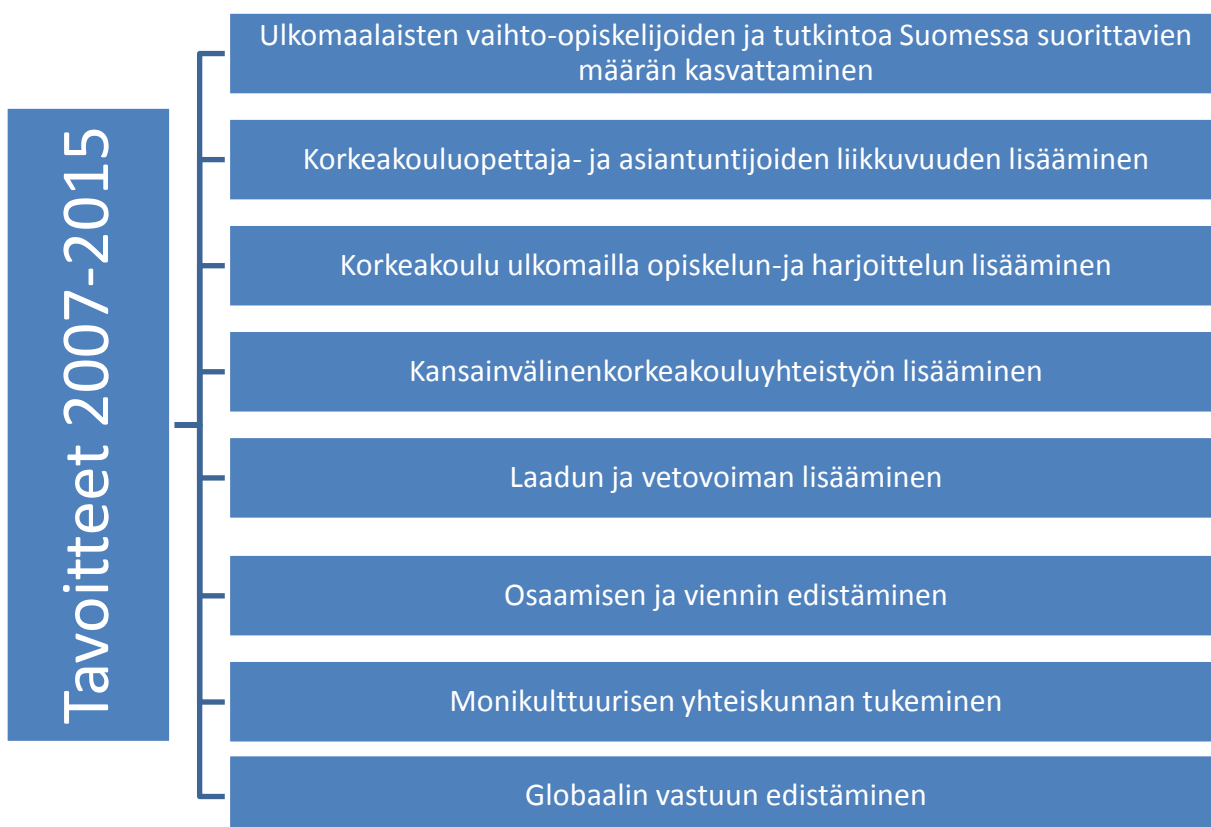 Tavoitteet 2007-2015
Ulkomaalaisten vaihto-opiskelijoiden ja tutkintoa Suomessa suorittavien
määrän kasvattaminen
Korkeakouluopettaja- ja asiantuntijoiden liikkuvuuden lisääminen
Korkeakoulu ulkomailla opiskelun-ja harjoittelun lisääminen
Kansainvälinenkorkeakouluyhteistyön lisääminen
Laadun ja vetovoiman lisääminen
Osaamisen ja viennin edistäminen
Monikulttuurisen yhteiskunnan tukeminen
Globaalin vastuun edistäminen